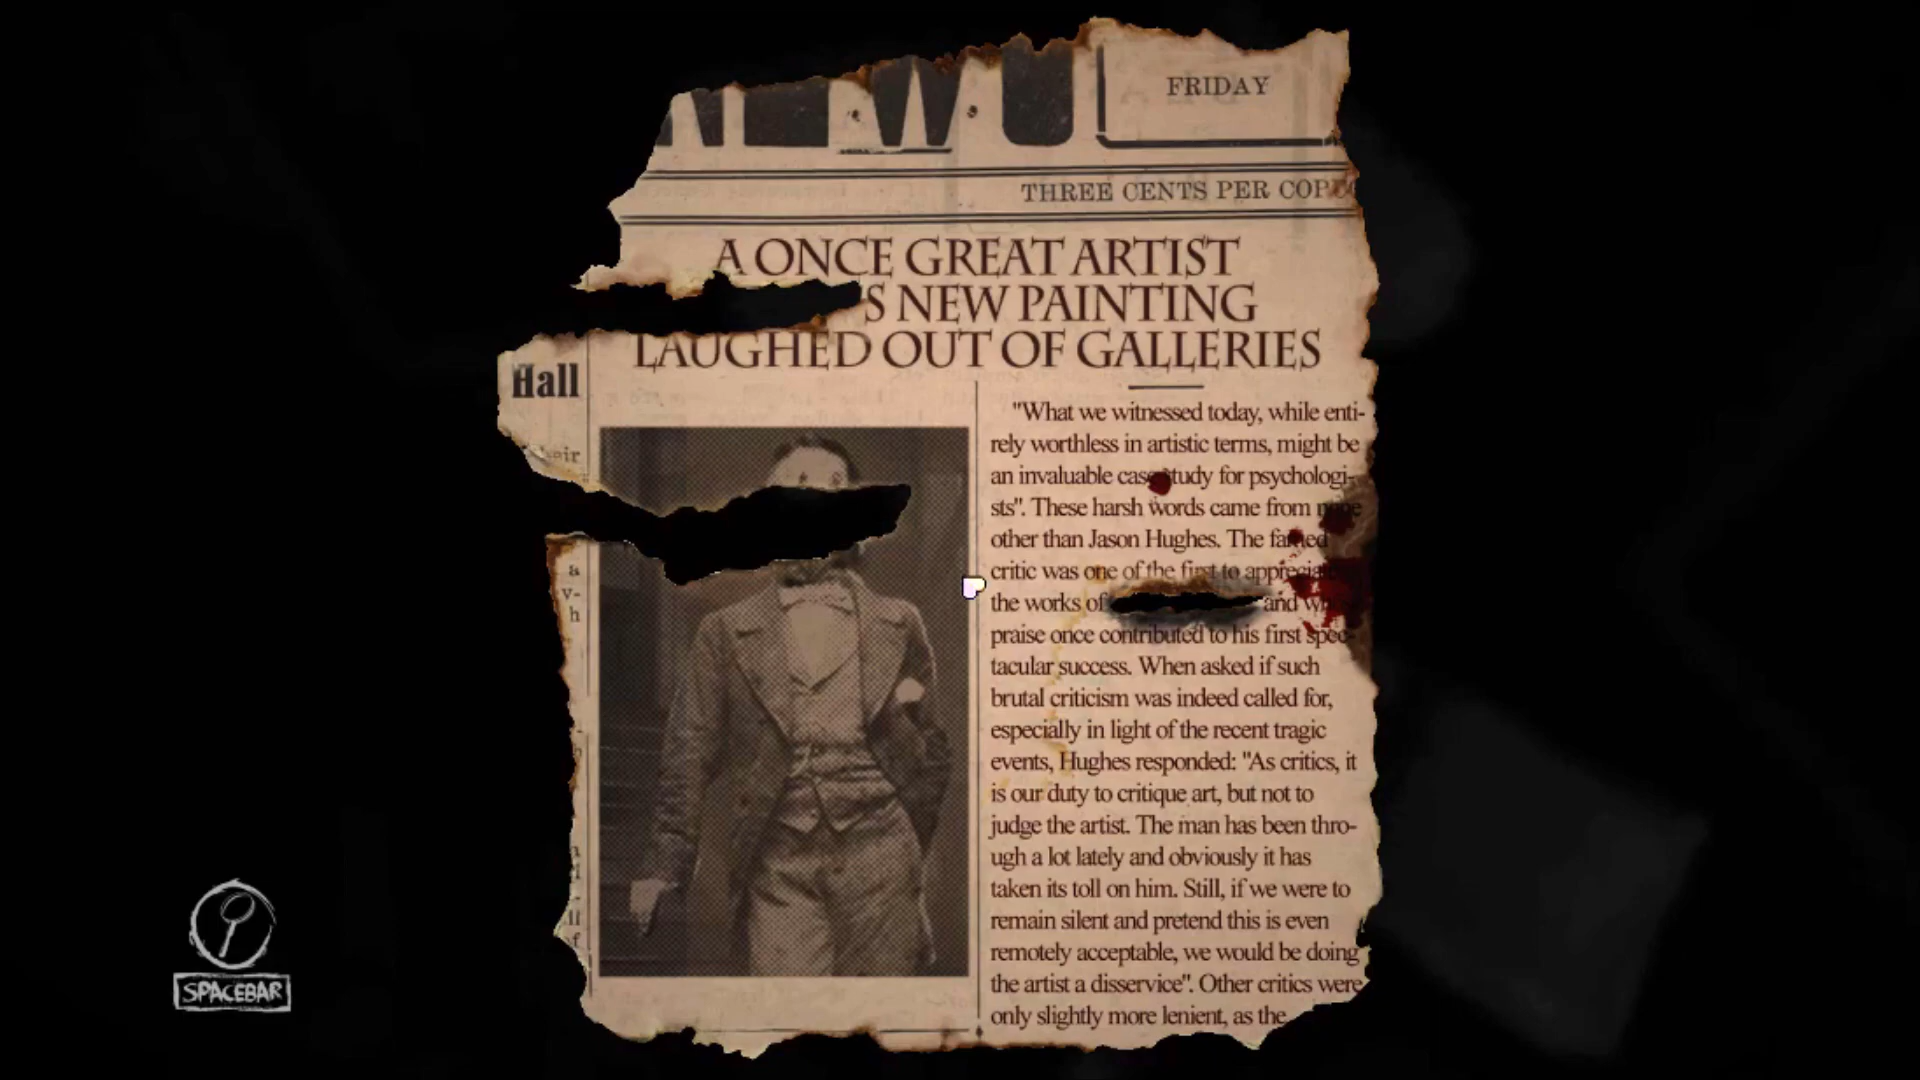 FRIDAY
THREE CENTS PER COP
A ONCE GREAT ARTIST
S NEW PAINTING
LAUGHED OUT OF GALLERIES
Hall
a
v-
h
"What we witnessed today, while enti-
rely worthless in artistic terms, might be
an invaluable case study for psychologi-
sts". These harsh words came from none
other than Jason Hughes. The famed
critic was one of the first to appreciate
the works of and
praise once contributed to his first spec-
tacular success. When asked if such
brutal criticism was indeed called for,
especially in light of the recent tragic
events, Hughes responded: "As critics, it
is our duty to critique art, but not to
judge the artist. The man has been thro-
ugh a lot lately and obviously it has
taken its toll on him. Still, if we were to
remain silent and pretend this is even
remotely acceptable, we would be doing
the artist a disservice". Other critics were
only slightly more lenient, as the
SPACEBAR